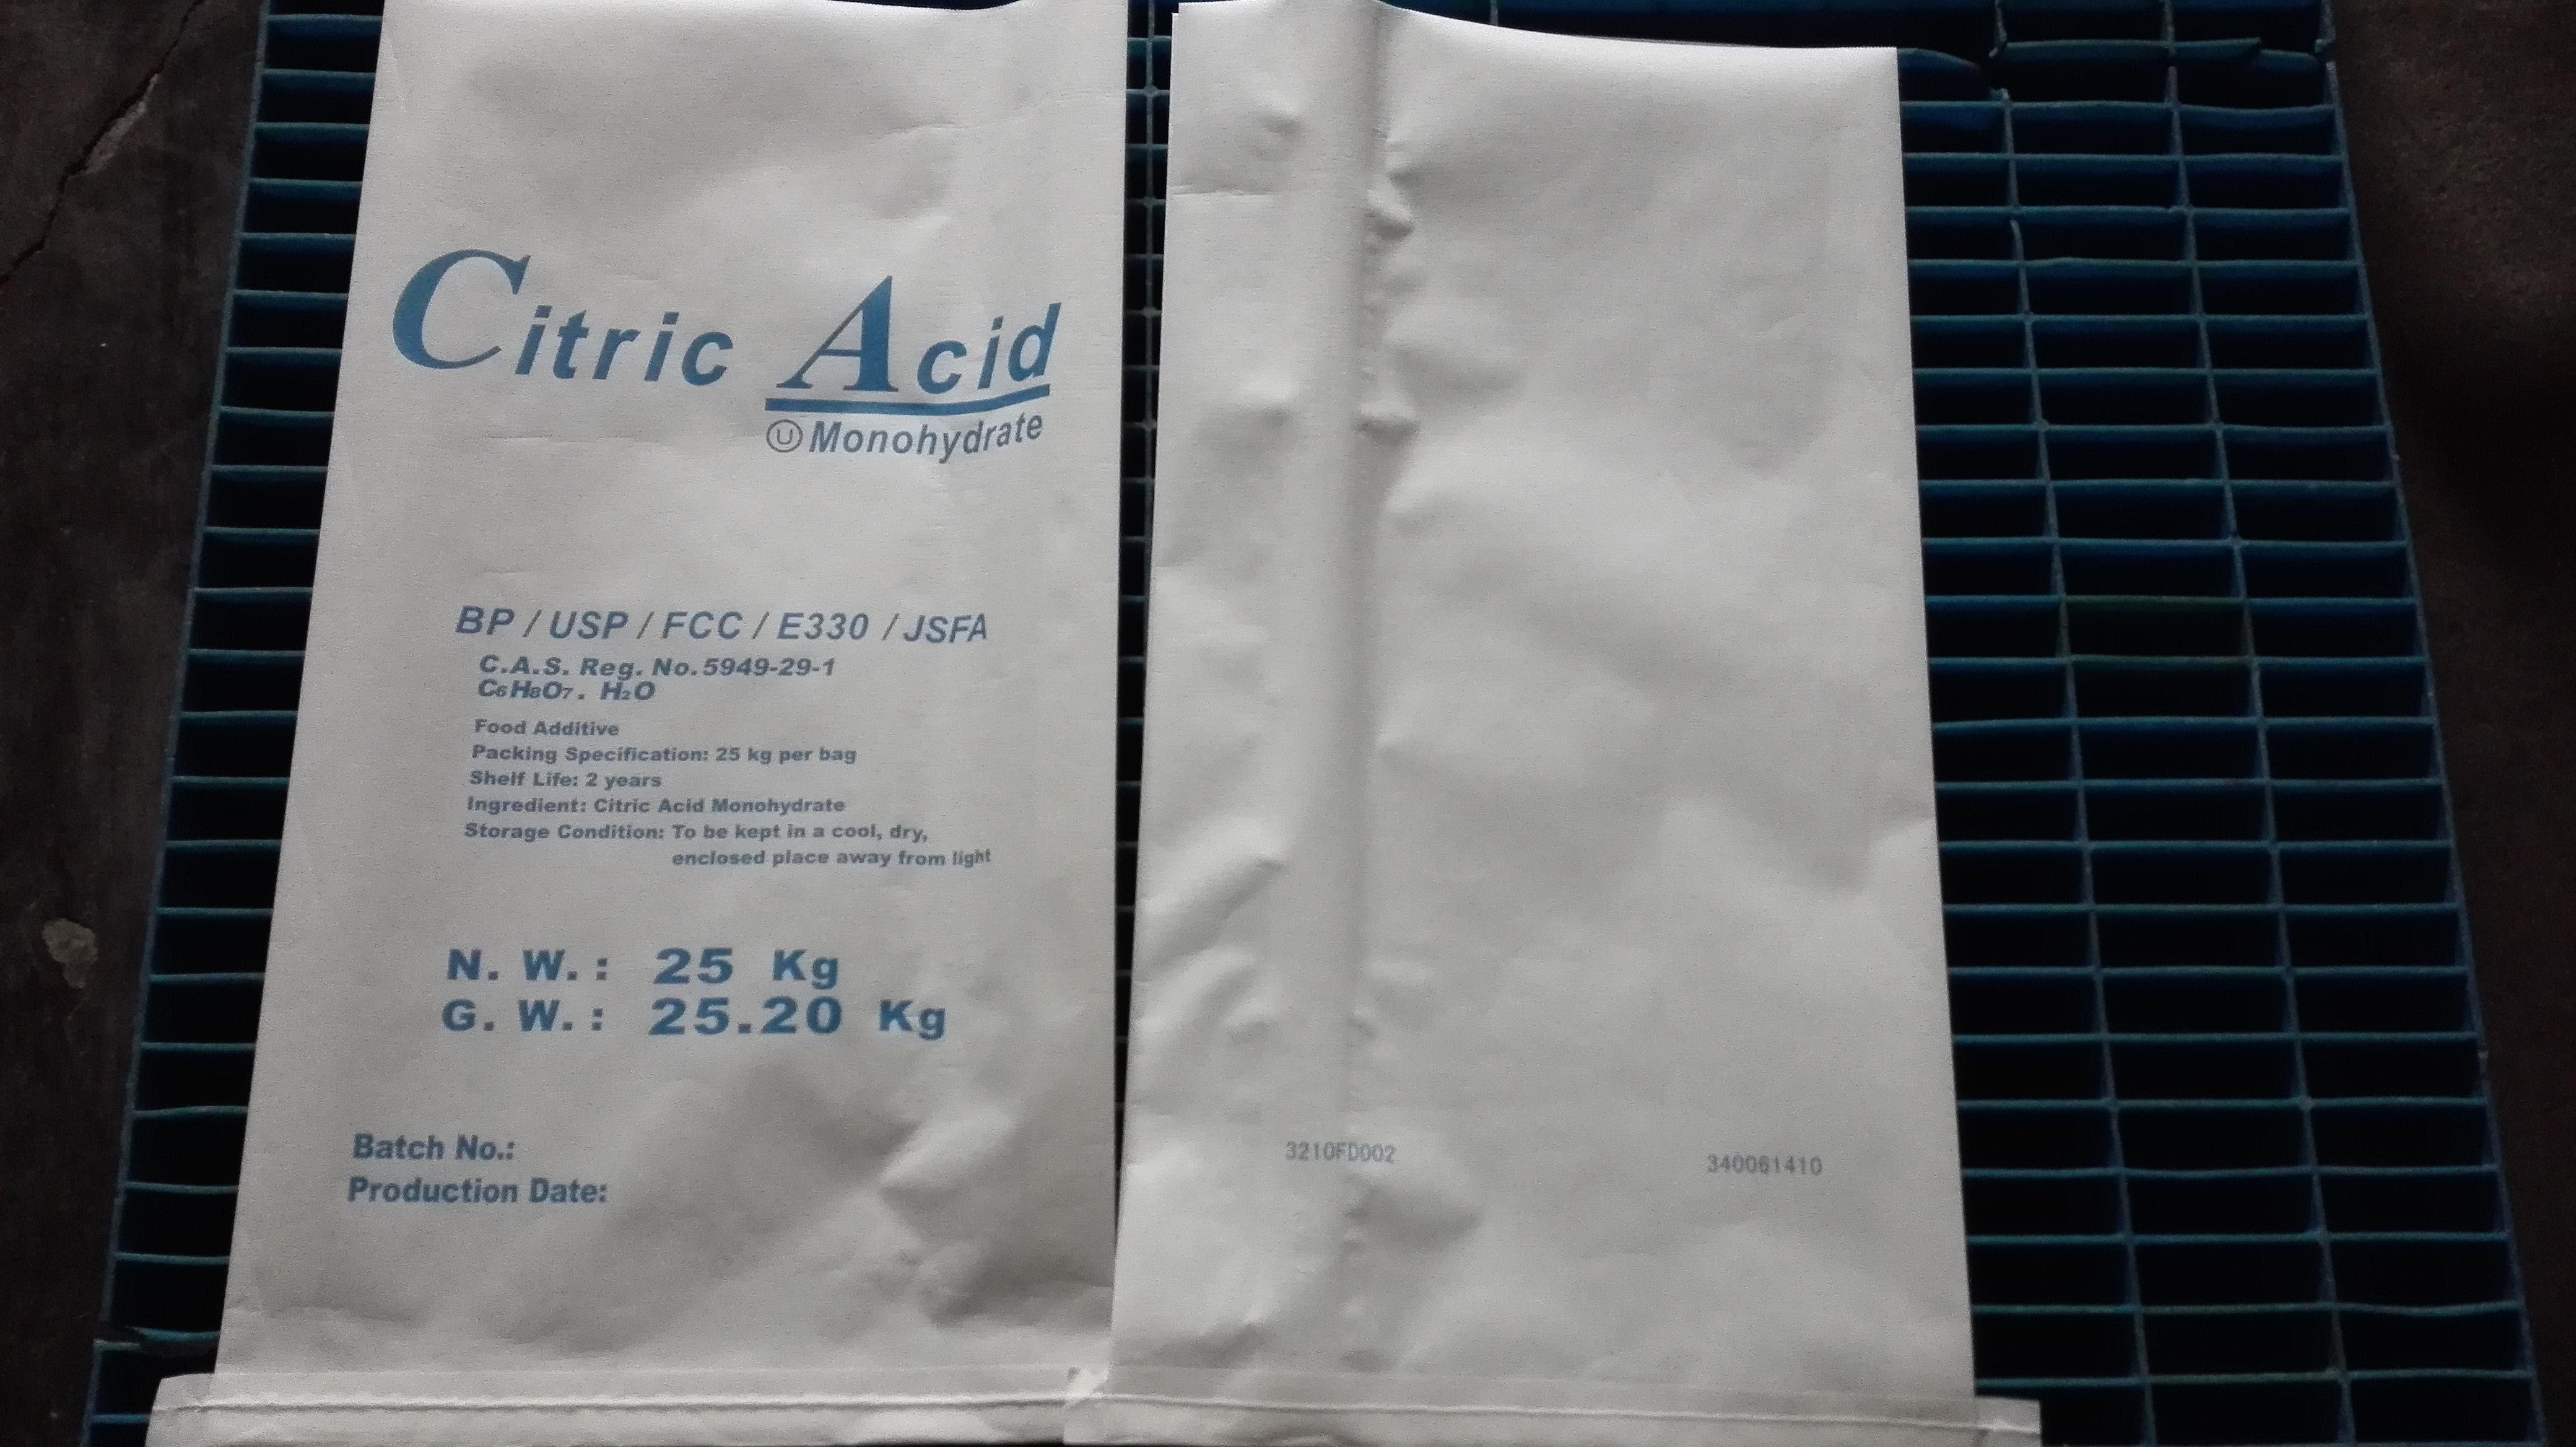 Citric Acid
Ⓤ Monohydrate
BP / USP / FCC / E330 / JSFA
C.A.S. Reg. No. 5949-29-1
C₆H₈O₇. H₂O
Food Additive
Packing Specification: 25 kg per bag
Shelf Life: 2 years
Ingredient: Citric Acid Monohydrate
Storage Condition: To be kept in a cool, dry,
enclosed place away from light
N. W.: 25 Kg
G. W.: 25.20 Kg
Batch No.:
Production Date:
3210FD002
340061410